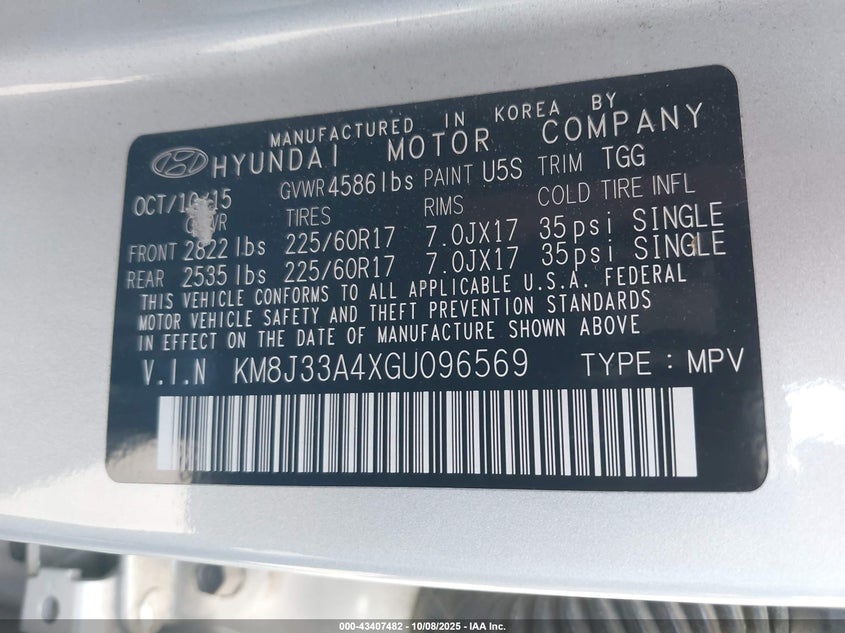 MANUFACTURED IN KOREA BY
HYUNDAI MOTOR COMPANY
OCT/10/15 GVWR 4586 lbs PAINT U5S TRIM TGG
TIRES RIMS COLD TIRE INFL
FRONT 2822 lbs 225/60R17 7.0JX17 35psi SINGLE
REAR 2535 lbs 225/60R17 7.0JX17 35psi SINGLE
THIS VEHICLE CONFORMS TO ALL APPLICABLE U.S.A. FEDERAL
MOTOR VEHICLE SAFETY AND THEFT PREVENTION STANDARDS
IN EFFECT ON THE DATE OF MANUFACTURE SHOWN ABOVE
V.I.N KM8J33A4XGU096569 TYPE : MPV
000-43407482 - 10/08/2025 - IAA Inc.